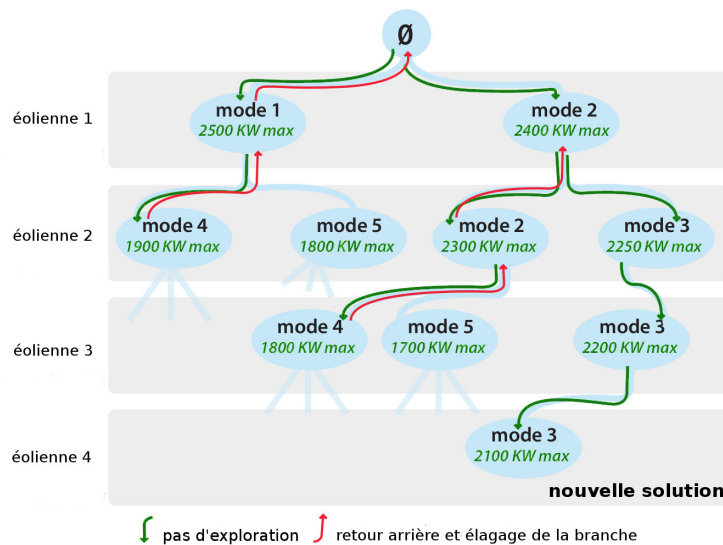 Ø
éolienne 1
mode 1
2500 KW max
mode 2
2400 KW max
éolienne 2
mode 4
1900 KW max
mode 5
1800 KW max
mode 2
2300 KW max
mode 3
2250 KW max
éolienne 3
mode 4
1800 KW max
mode 5
1700 KW max
mode 3
2200 KW max
éolienne 4
mode 3
2100 KW max
nouvelle solution
pas d'exploration
retour arrière et élagage de la branche